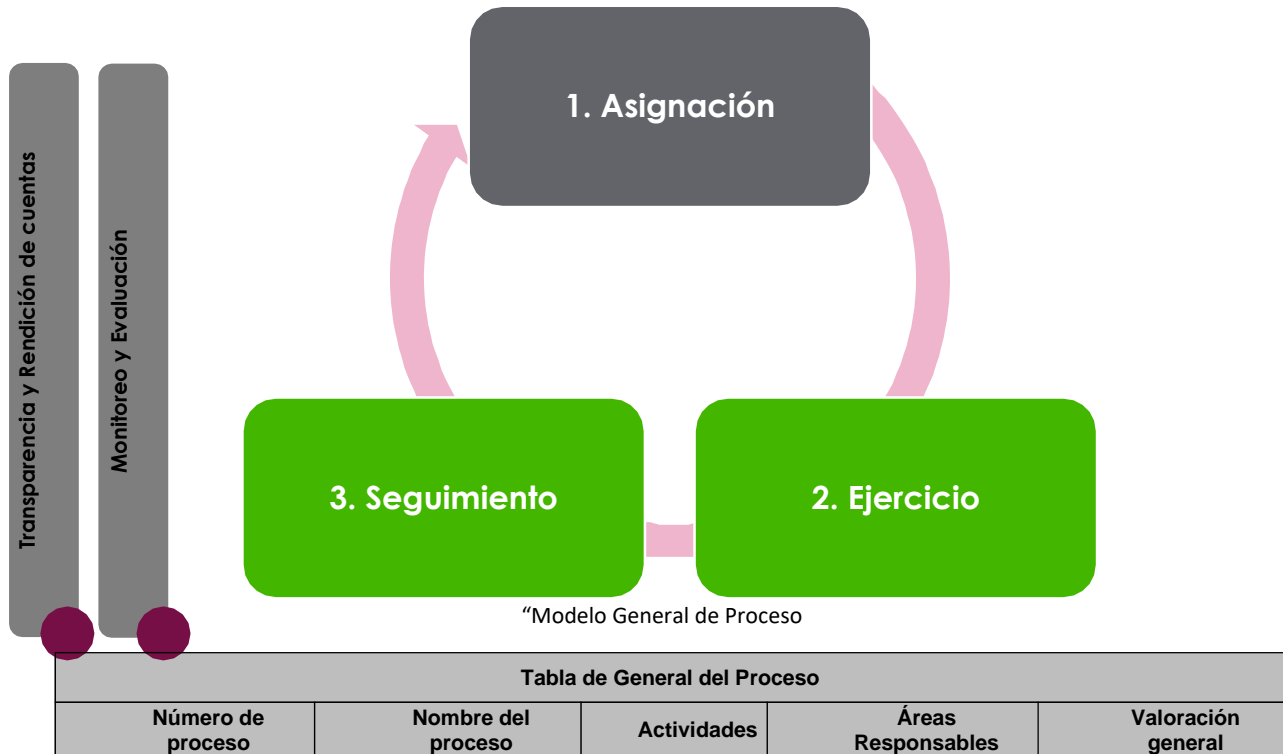 1. Asignación
Transparencia y Rendición de cuentas
Monitoreo y Evaluación
3. Seguimiento
2. Ejercicio
“Modelo General de Proceso
Tabla de General del Proceso
Número de
proceso
Nombre del
proceso
Actividades
Áreas
Responsables
Valoración
general